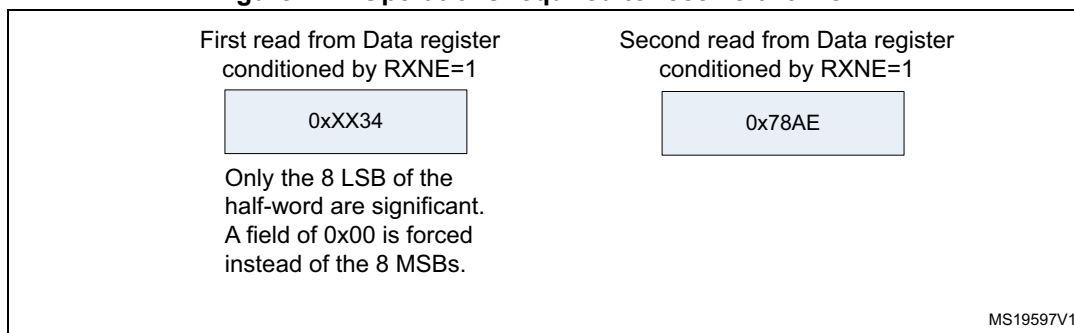 First read from Data register
conditioned by RXNE=1
0xXX34
Only the 8 LSB of the
half-word are significant.
A field of 0x00 is forced
instead of the 8 MSBs.
Second read from Data register
conditioned by RXNE=1
0x78AE
MS19597V1